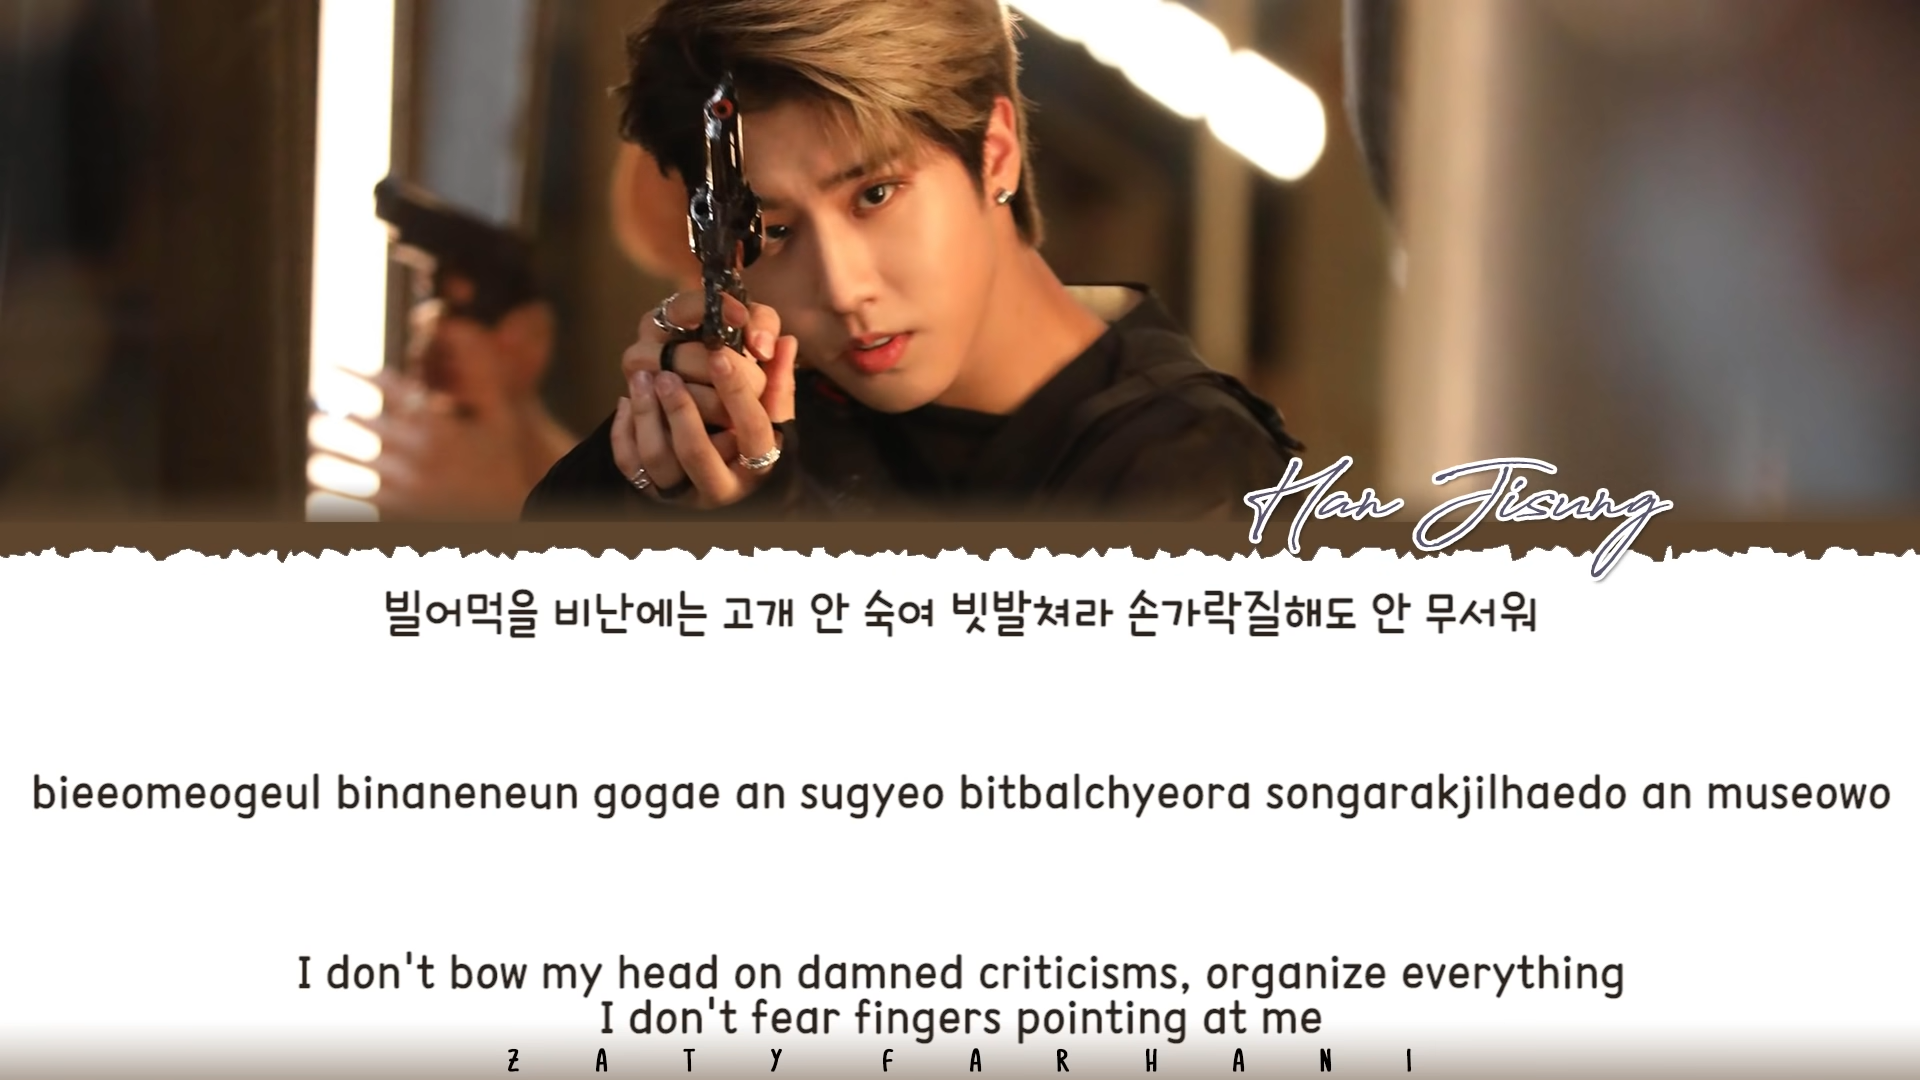 Han Jisung
빌어먹을 비난에는 고개 안 숙여 빗발쳐라 손가락질해도 안 무서워
bieeomeogeul binaneneun gogae an sugyeo bitbalchyeora songarakjilhaedo an museowo
I don't bow my head on damned criticisms, organize everything
I don't fear fingers pointing at me
ZATY FARHANI